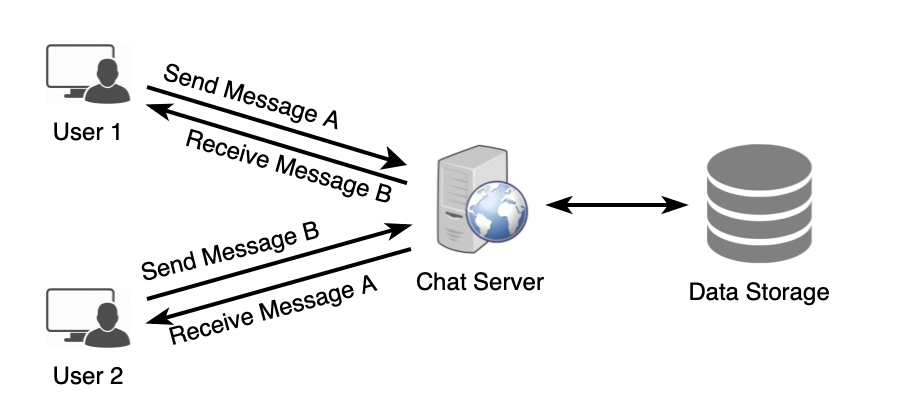 Send Message A
User 1
Receive Message B
Send Message B
Chat Server
Receive Message A
Data Storage
User 2